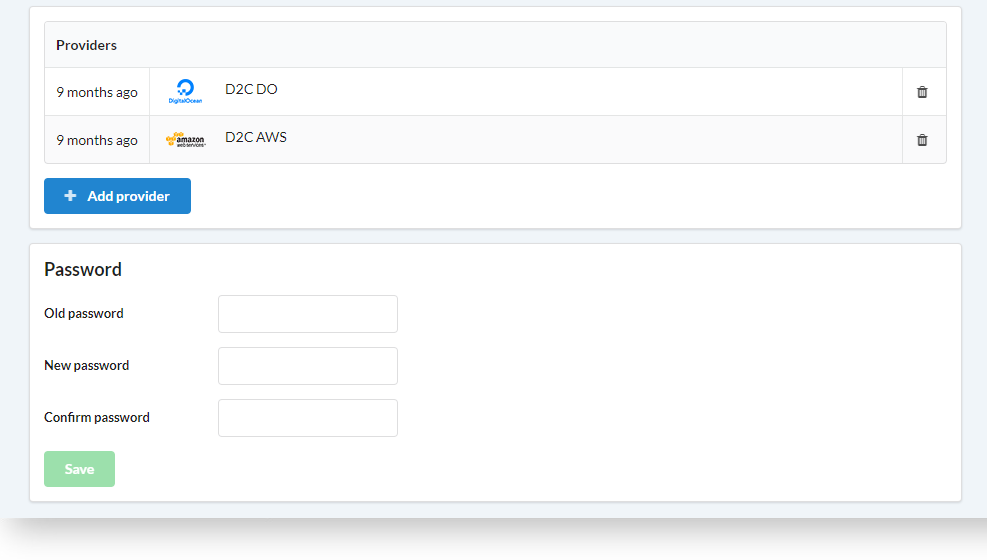 Providers
9 months ago DigitalOcean D2C DO
9 months ago amazon web services D2C AWS
Add provider
Password
Old password
New password
Confirm password
Save